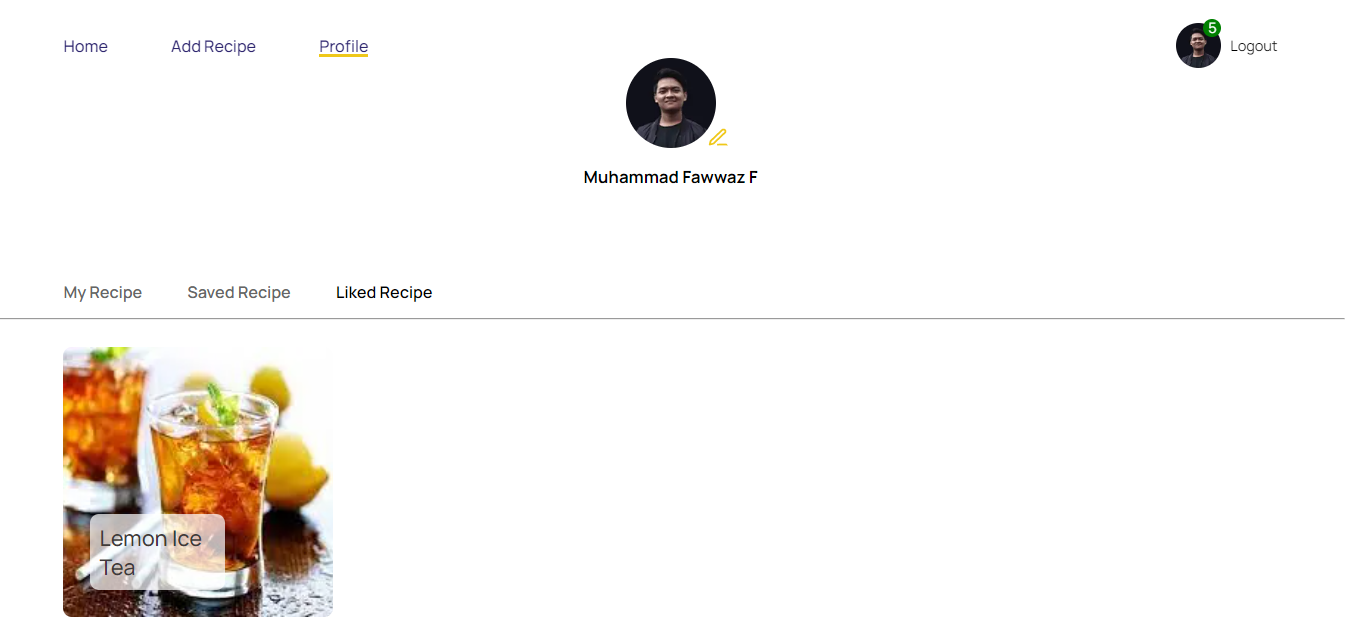 Home
Add Recipe
Profile
5
Logout
Muhammad Fawwaz F
My Recipe
Saved Recipe
Liked Recipe
Lemon Ice
Tea